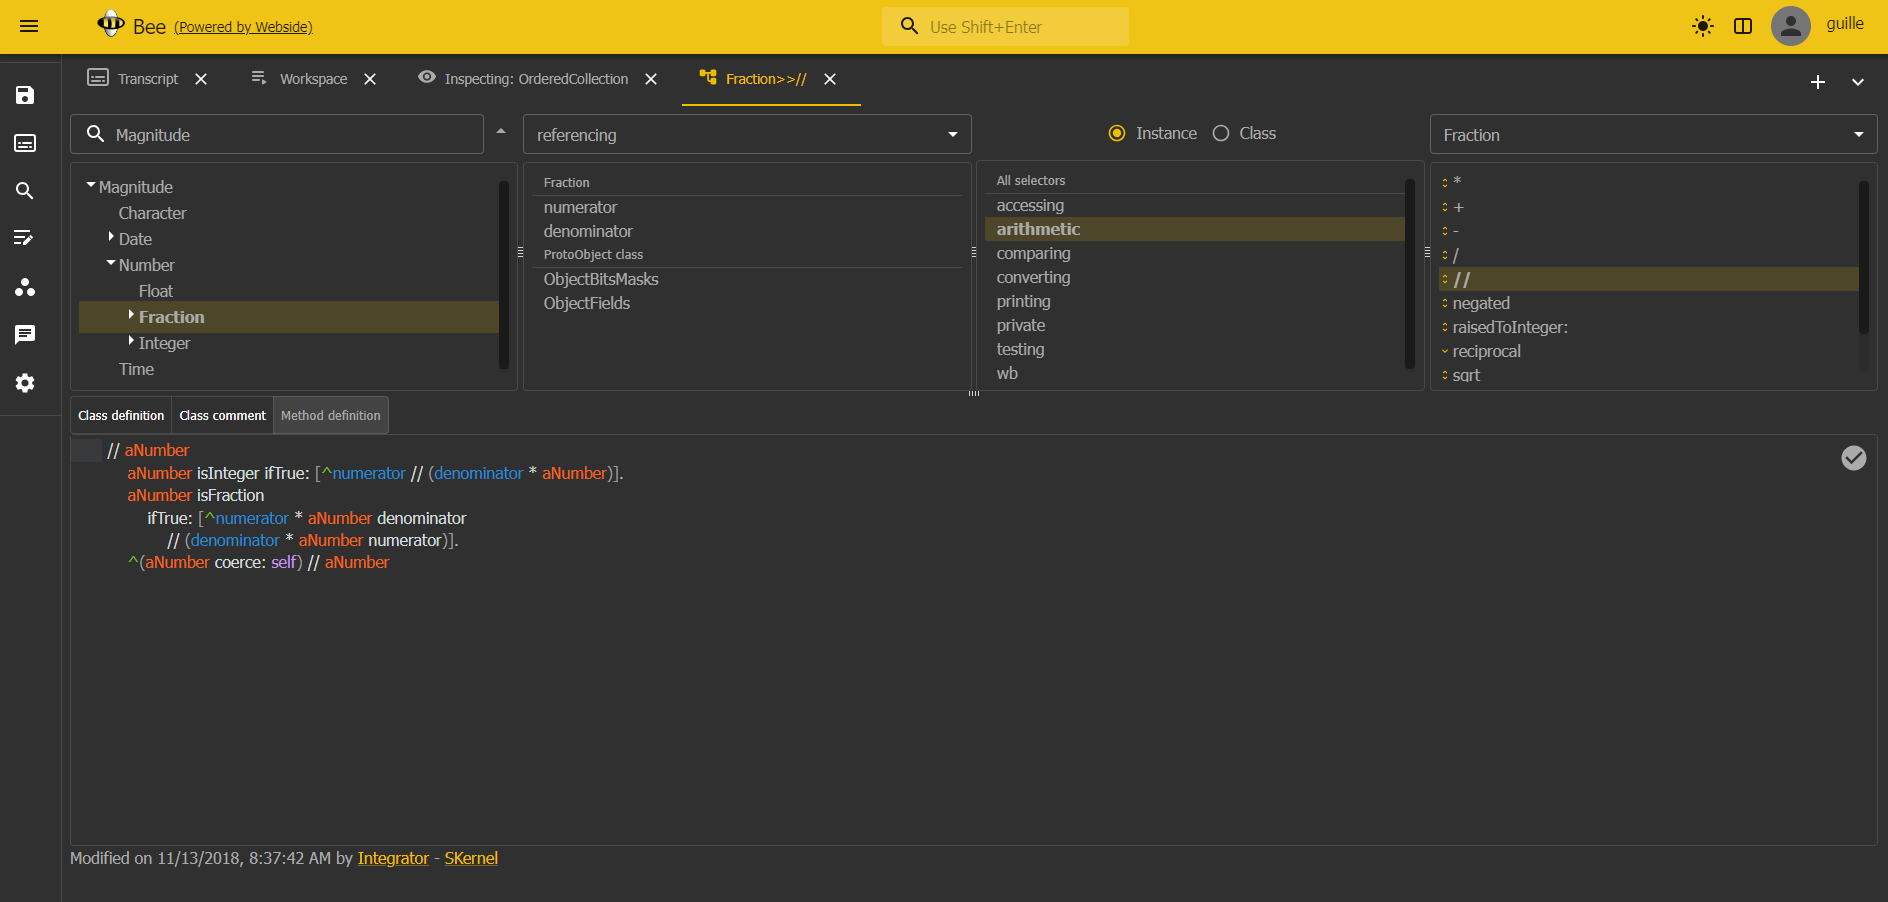 Bee (Powered by Webside)
Use Shift+Enter
guille
Transcript
Workspace
Inspecting: OrderedCollection
Fraction>>//
Magnitude
referencing
Instance
Class
Fraction
Magnitude
Character
Date
Number
Float
Fraction
Integer
Time
Fraction
numerator
denominator
ProtoObject class
ObjectBitsMasks
ObjectFields
All selectors
accessing
arithmetic
comparing
converting
printing
private
testing
wb
*
+
-
/
//
negated
raisedToInteger:
reciprocal
sqrt
Class definition
Class comment
Method definition
// aNumber
aNumber isInteger ifTrue: [^numerator // (denominator * aNumber)].
aNumber isFraction
ifTrue: [^numerator * aNumber denominator
// (denominator * aNumber numerator)].
^(aNumber coerce: self) // aNumber
Modified on 11/13/2018, 8:37:42 AM by Integrator - SKernel